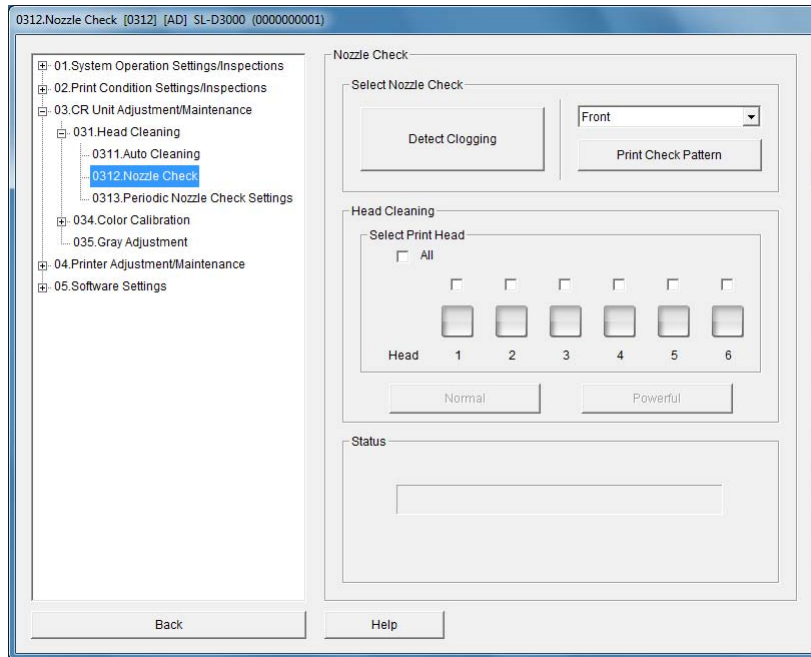 0312.Nozzle Check [0312] [AD] SL-D3000 (0000000001)
01.System Operation Settings/Inspections
02.Print Condition Settings/Inspections
03.CR Unit Adjustment/Maintenance
031.Head Cleaning
0311.Auto Cleaning
0312.Nozzle Check
0313.Periodic Nozzle Check Settings
034.Color Calibration
035.Gray Adjustment
04.Printer Adjustment/Maintenance
05.Software Settings
Nozzle Check
Select Nozzle Check
Detect Clogging
Front
Print Check Pattern
Head Cleaning
Select Print Head
All
Head 1 2 3 4 5 6
Normal Powerful
Status
Back Help